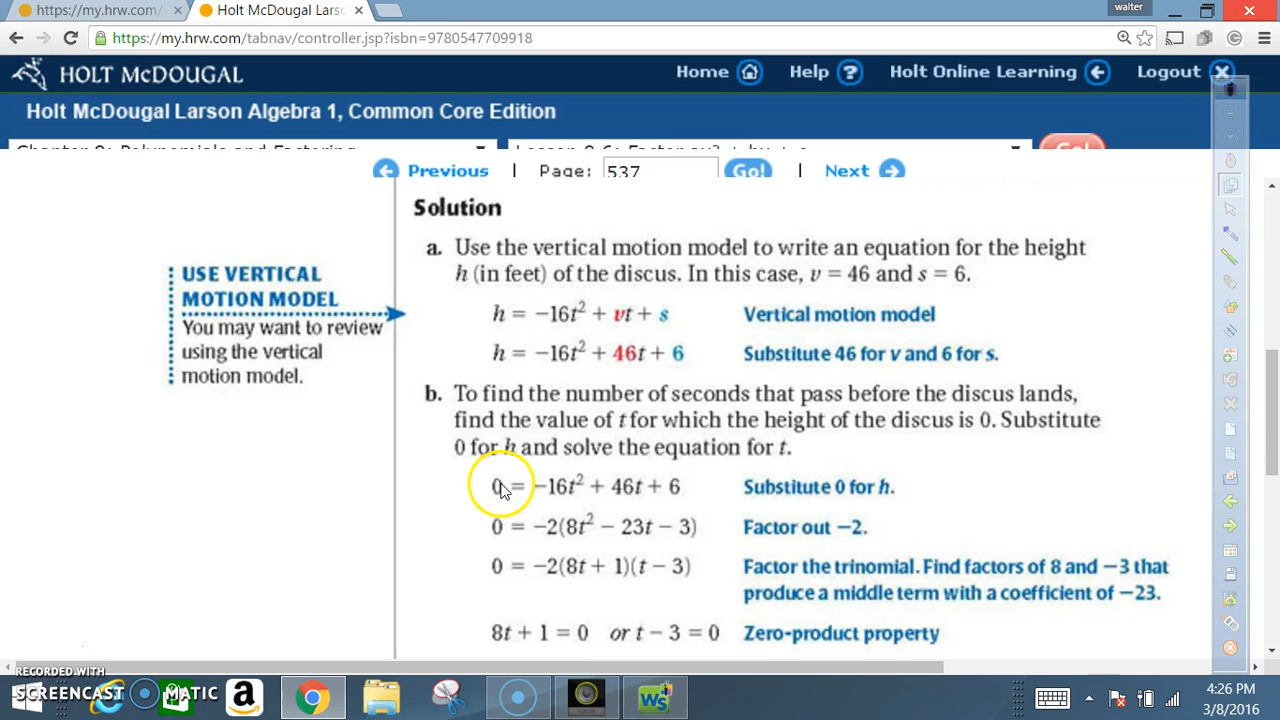 https://my.hrw.com/tabnav/
Holt McDougal Lars
walter
https://my.hrw.com/tabnav/controller.jsp?isbn=9780547709918
HOLT MCDOUGAL
Home
Help
Holt Online Learning
Logout
Holt McDougal Larson Algebra 1, Common Core Edition
Previous | Page: 537 Go! | Next
Solution
a. Use the vertical motion model to write an equation for the height
h (in feet) of the discus. In this case, v = 46 and s = 6.
USE VERTICAL
MOTION MODEL
You may want to review
using the vertical
motion model.
h = −16t² + vt + s Vertical motion model
h = −16t² + 46t + 6 Substitute 46 for v and 6 for s.
b. To find the number of seconds that pass before the discus lands,
find the value of t for which the height of the discus is 0. Substitute
0 for h and solve the equation for t.
0 = −16t² + 46t + 6 Substitute 0 for h.
0 = −2(8t² − 23t − 3) Factor out −2.
0 = −2(8t + 1)(t − 3) Factor the trinomial. Find factors of 8 and −3 that
produce a middle term with a coefficient of −23.
8t + 1 = 0 or t − 3 = 0 Zero-product property
RECORDED WITH
SCREENCAST MATIC
4:26 PM
3/8/2016